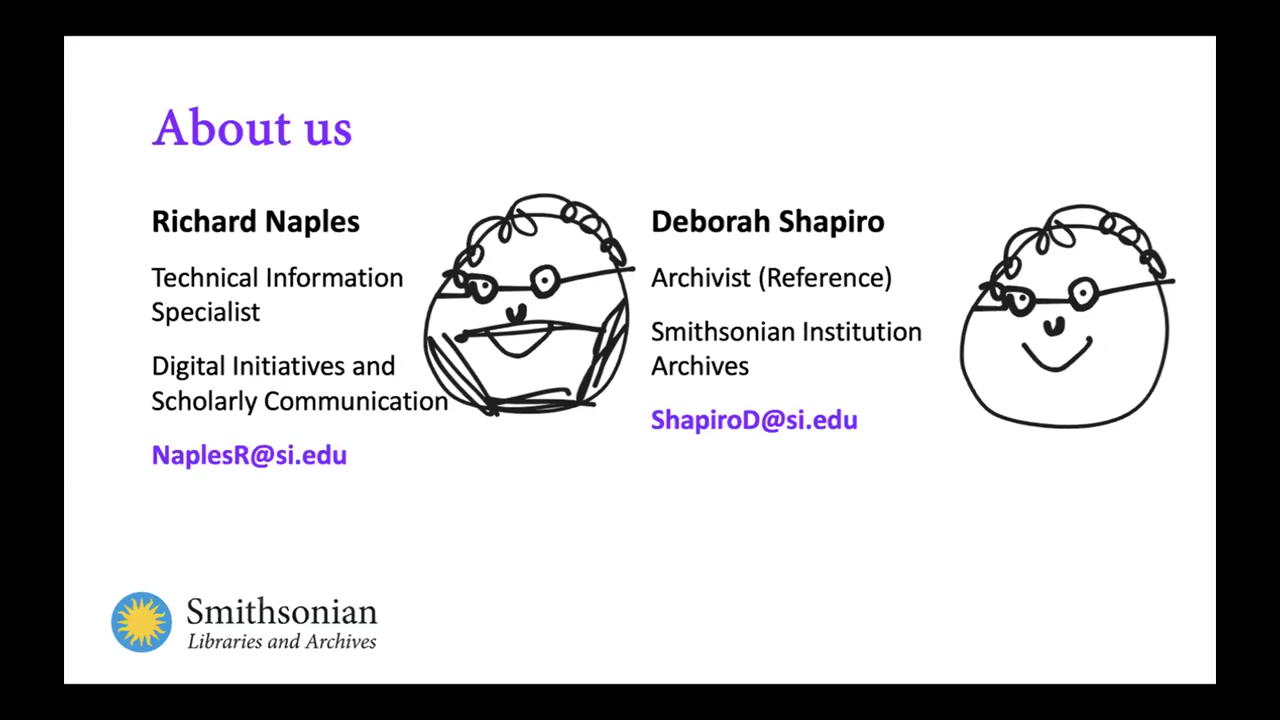 About us
Richard Naples
Technical Information
Specialist
Digital Initiatives and
Scholarly Communication
NaplesR@si.edu
Deborah Shapiro
Archivist (Reference)
Smithsonian Institution
Archives
ShapiroD@si.edu
Smithsonian
Libraries and Archives